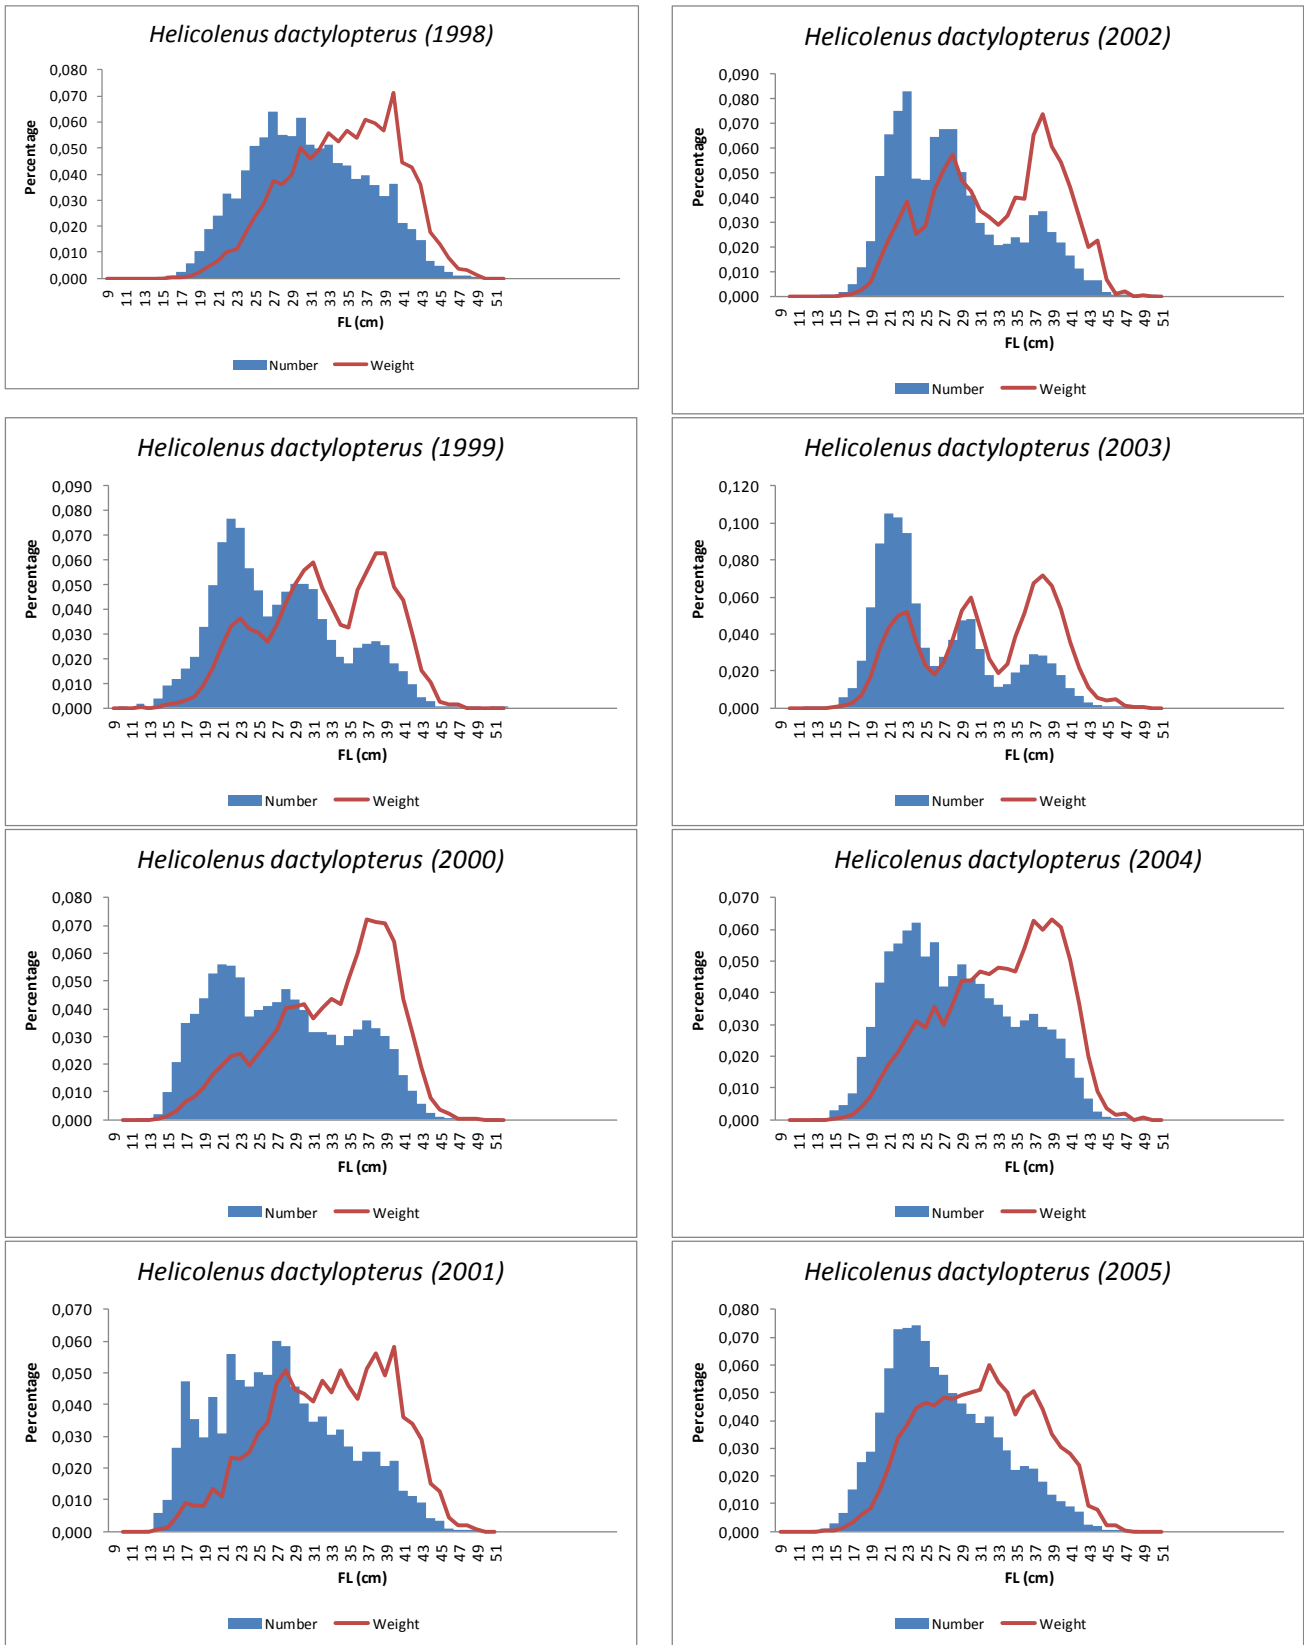 Helicolenus dactylopterus (1998)
0,080
0,070
0,060
0,050
0,040
0,030
0,020
0,010
0,000
Percentage
9 11 13 15 17 19 21 23 25 27 29 31 33 35 37 39 41 43 45 47 49 51
FL (cm)
Number Weight
Helicolenus dactylopterus (1999)
0,090
0,080
0,070
0,060
0,050
0,040
0,030
0,020
0,010
0,000
Percentage
9 11 13 15 17 19 21 23 25 27 29 31 33 35 37 39 41 43 45 47 49 51
FL (cm)
Number Weight
Helicolenus dactylopterus (2000)
0,080
0,070
0,060
0,050
0,040
0,030
0,020
0,010
0,000
Percentage
9 11 13 15 17 19 21 23 25 27 29 31 33 35 37 39 41 43 45 47 49 51
FL (cm)
Number Weight
Helicolenus dactylopterus (2001)
0,070
0,060
0,050
0,040
0,030
0,020
0,010
0,000
Percentage
9 11 13 15 17 19 21 23 25 27 29 31 33 35 37 39 41 43 45 47 49 51
FL (cm)
Number Weight
Helicolenus dactylopterus (2002)
0,090
0,080
0,070
0,060
0,050
0,040
0,030
0,020
0,010
0,000
Percentage
9 11 13 15 17 19 21 23 25 27 29 31 33 35 37 39 41 43 45 47 49 51
FL (cm)
Number Weight
Helicolenus dactylopterus (2003)
0,120
0,100
0,080
0,060
0,040
0,020
0,000
Percentage
9 11 13 15 17 19 21 23 25 27 29 31 33 35 37 39 41 43 45 47 49 51
FL (cm)
Number Weight
Helicolenus dactylopterus (2004)
0,070
0,060
0,050
0,040
0,030
0,020
0,010
0,000
Percentage
9 11 13 15 17 19 21 23 25 27 29 31 33 35 37 39 41 43 45 47 49 51
FL (cm)
Number Weight
Helicolenus dactylopterus (2005)
0,080
0,070
0,060
0,050
0,040
0,030
0,020
0,010
0,000
Percentage
9 11 13 15 17 19 21 23 25 27 29 31 33 35 37 39 41 43 45 47 49 51
FL (cm)
Number Weight